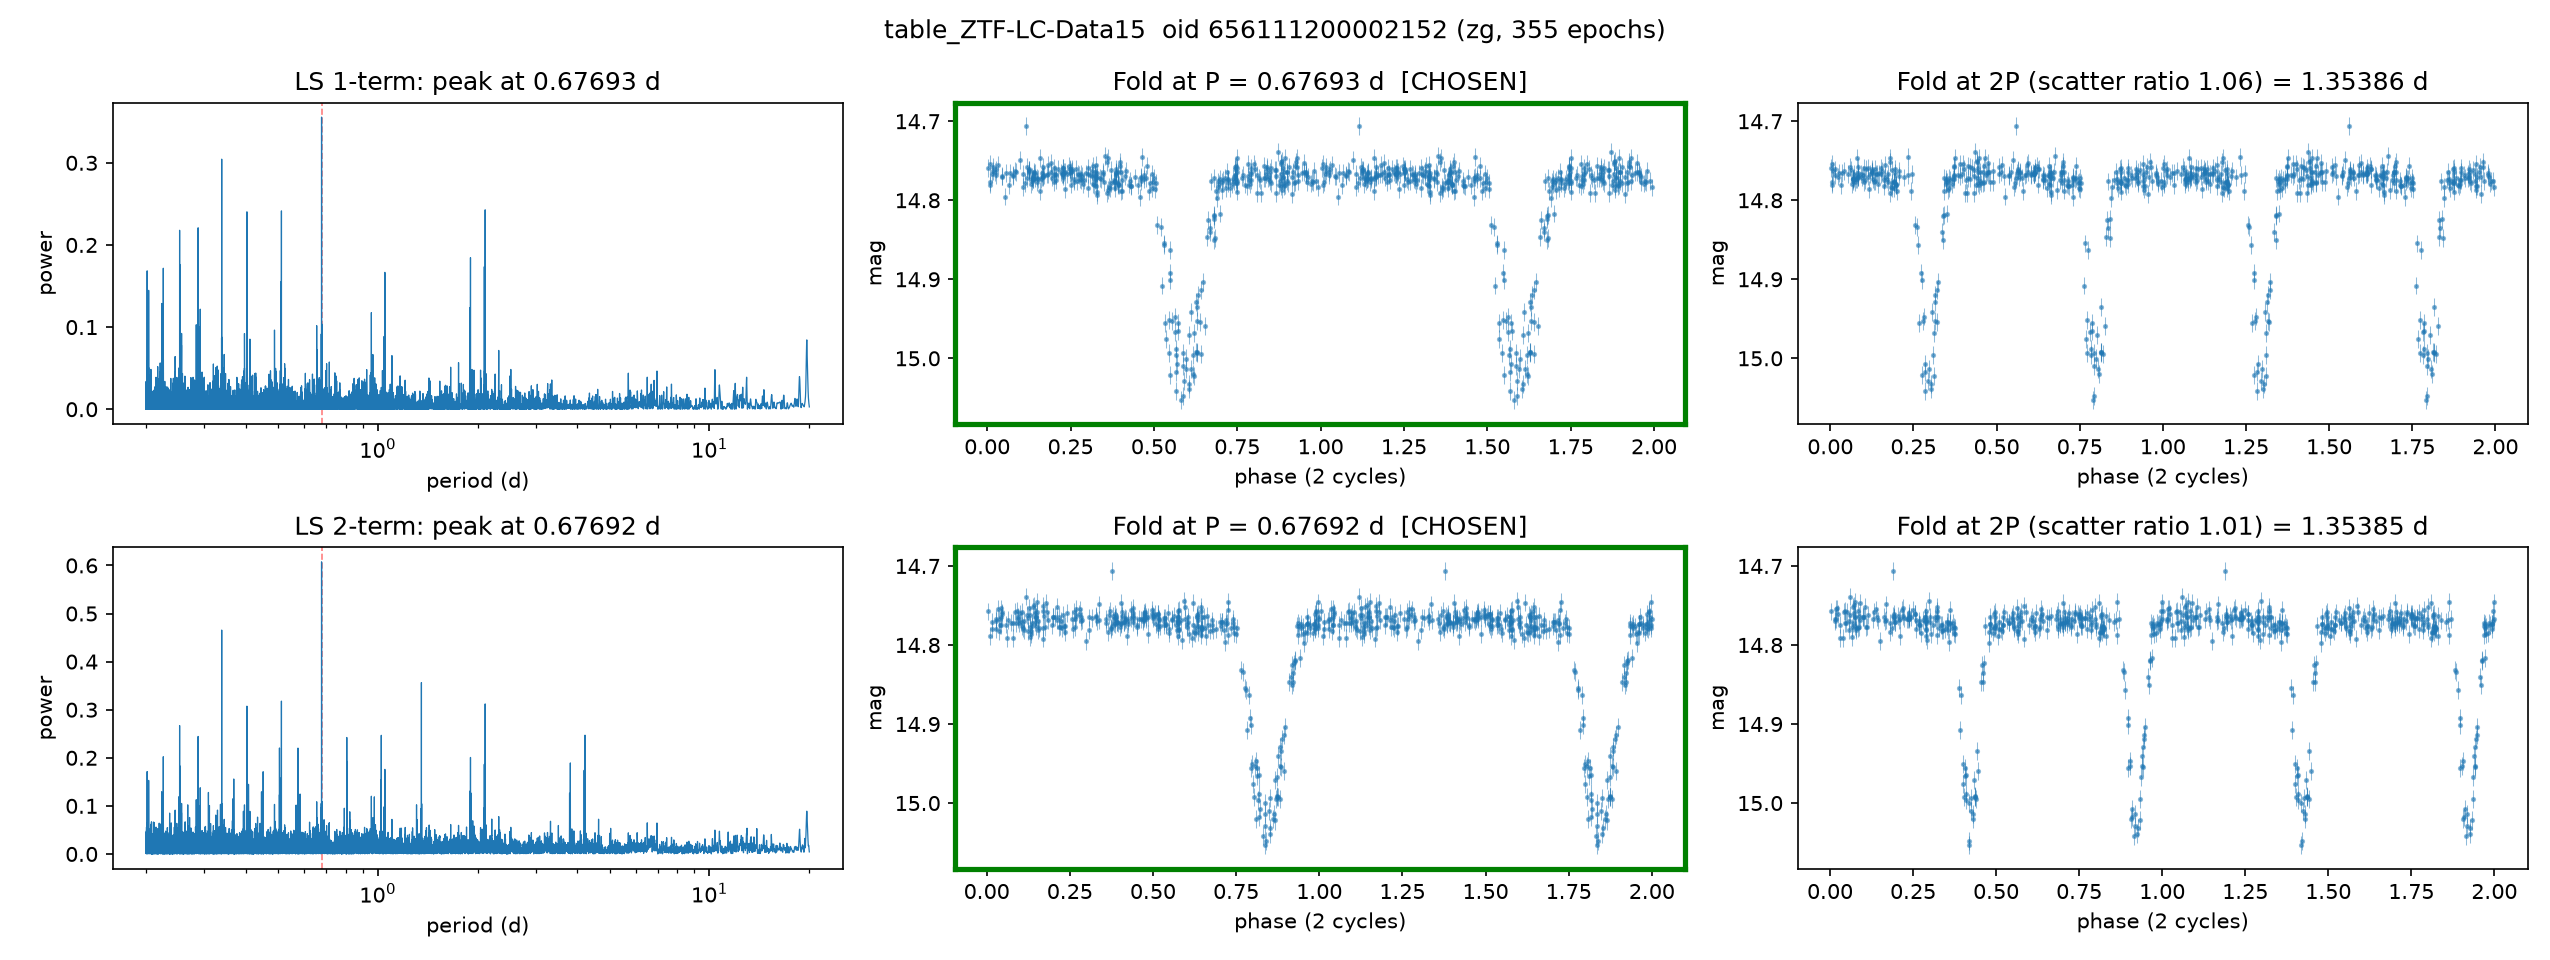 table_ZTF-LC-Data15  oid 656111200002152 (zg, 355 epochs)
LS 1-term: peak at 0.67693 d
power
0.3
0.2
0.1
0.0
10⁰
10¹
period (d)
Fold at P = 0.67693 d  [CHOSEN]
mag
14.7
14.8
14.9
15.0
0.00 0.25 0.50 0.75 1.00 1.25 1.50 1.75 2.00
phase (2 cycles)
Fold at 2P (scatter ratio 1.06) = 1.35386 d
mag
14.7
14.8
14.9
15.0
0.00 0.25 0.50 0.75 1.00 1.25 1.50 1.75 2.00
phase (2 cycles)
LS 2-term: peak at 0.67692 d
power
0.6
0.5
0.4
0.3
0.2
0.1
0.0
10⁰
10¹
period (d)
Fold at P = 0.67692 d  [CHOSEN]
mag
14.7
14.8
14.9
15.0
0.00 0.25 0.50 0.75 1.00 1.25 1.50 1.75 2.00
phase (2 cycles)
Fold at 2P (scatter ratio 1.01) = 1.35385 d
mag
14.7
14.8
14.9
15.0
0.00 0.25 0.50 0.75 1.00 1.25 1.50 1.75 2.00
phase (2 cycles)